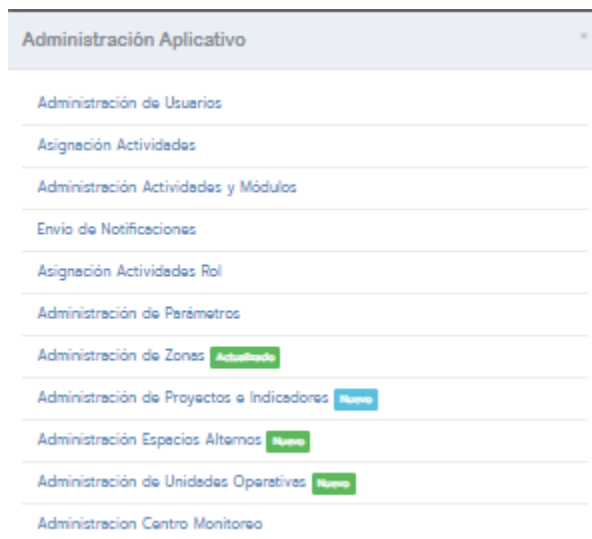 Administración Aplicativo
Administración de Usuarios
Asignación Actividades
Administración Actividades y Módulos
Envío de Notificaciones
Asignación Actividades Rol
Administración de Parámetros
Administración de Zonas Actualizado
Administración de Proyectos e Indicadores Nuevo
Administración Espacios Alternos Nuevo
Administración de Unidades Operativas Nuevo
Administracion Centro Monitoreo